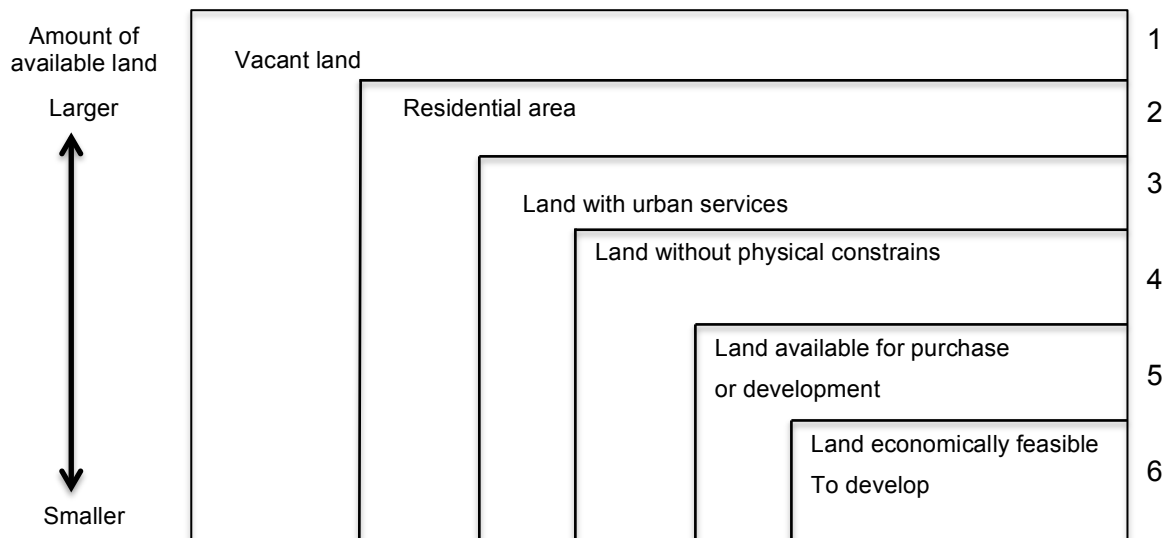 Amount of
available land
Larger
Smaller
Vacant land
Residential area
Land with urban services
Land without physical constrains
Land available for purchase
or development
Land economically feasible
To develop
1
2
3
4
5
6